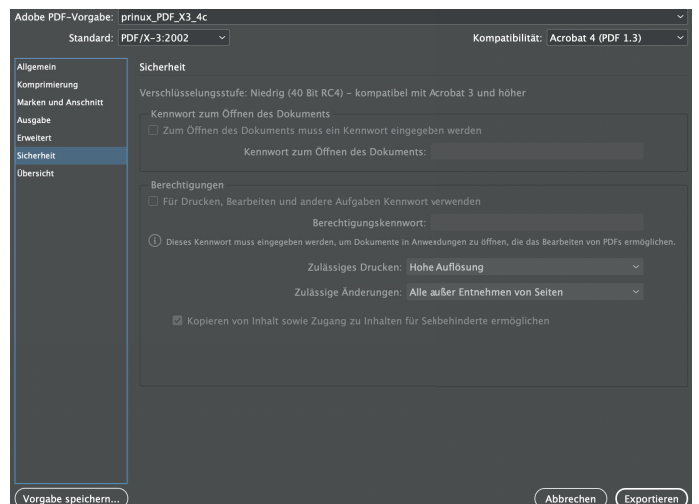 Adobe PDF-Vorgabe: prinux_PDF_X3_4c
Standard: PDF/X-3:2002 Kompatibilität: Acrobat 4 (PDF 1.3)
Allgemein
Komprimierung
Marken und Anschnitt
Ausgabe
Erweitert
Sicherheit
Übersicht
Sicherheit
Verschlüsselungsstufe: Niedrig (40 Bit RC4) – kompatibel mit Acrobat 3 und höher
Kennwort zum Öffnen des Dokuments
Zum Öffnen des Dokuments muss ein Kennwort eingegeben werden
Kennwort zum Öffnen des Dokuments:
Berechtigungen
Für Drucken, Bearbeiten und andere Aufgaben Kennwort verwenden
Berechtigungskennwort:
Dieses Kennwort muss eingegeben werden, um Dokumente in Anwendungen zu öffnen, die das Bearbeiten von PDFs ermöglichen.
Zulässiges Drucken: Hohe Auflösung
Zulässige Änderungen: Alle außer Entnehmen von Seiten
Kopieren von Inhalt sowie Zugang zu Inhalten für Sehbehinderte ermöglichen
Vorgabe speichern... Abbrechen Exportieren